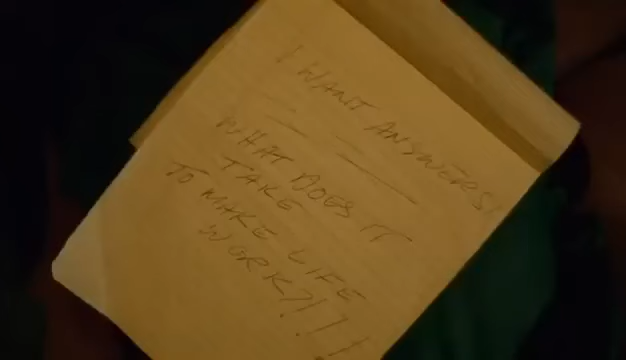 I WANT ANSWERS!
WHAT DOES IT
TAKE
TO MAKE LIFE
WORK?!!!